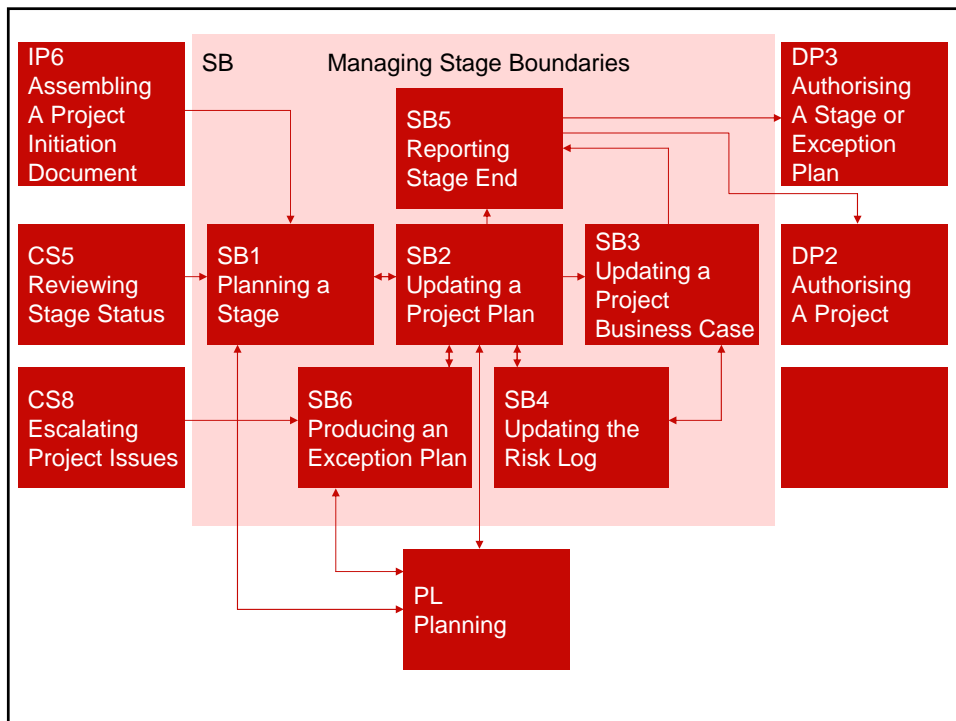 SB Managing Stage Boundaries
IP6
Assembling
A Project
Initiation
Document
SB5
Reporting
Stage End
DP3
Authorising
A Stage or
Exception
Plan
CS5
Reviewing
Stage Status
SB1
Planning a
Stage
SB2
Updating a
Project Plan
SB3
Updating a
Project
Business Case
DP2
Authorising
A Project
CS8
Escalating
Project Issues
SB6
Producing an
Exception Plan
SB4
Updating the
Risk Log
PL
Planning